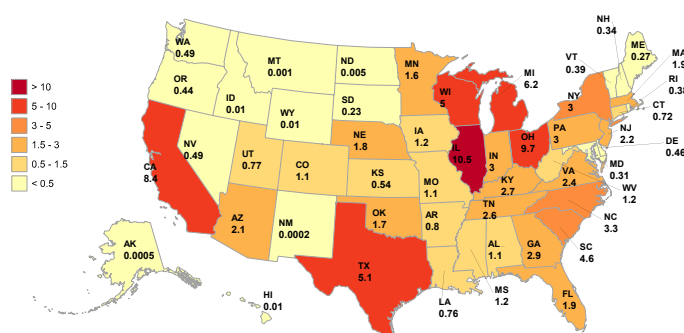 > 10
5 - 10
3 - 5
1.5 - 3
0.5 - 1.5
< 0.5
WA
0.49
OR
0.44
CA
8.4
NV
0.49
ID
0.01
MT
0.001
WY
0.01
UT
0.77
CO
1.1
AZ
2.1
NM
0.0002
ND
0.005
SD
0.23
NE
1.8
KS
0.54
OK
1.7
TX
5.1
MN
1.6
IA
1.2
MO
1.1
AR
0.8
LA
0.76
WI
5
IL
10.5
MI
6.2
IN
3
OH
9.7
KY
2.7
TN
2.6
MS
1.2
AL
1.1
GA
2.9
FL
1.9
SC
4.6
NC
3.3
VA
2.4
WV
1.2
MD
0.31
DE
0.46
PA
3
NJ
2.2
NY
3
CT
0.72
RI
MA
VT
0.39
NH
0.34
ME
0.27
AK
0.0005
HI
0.01